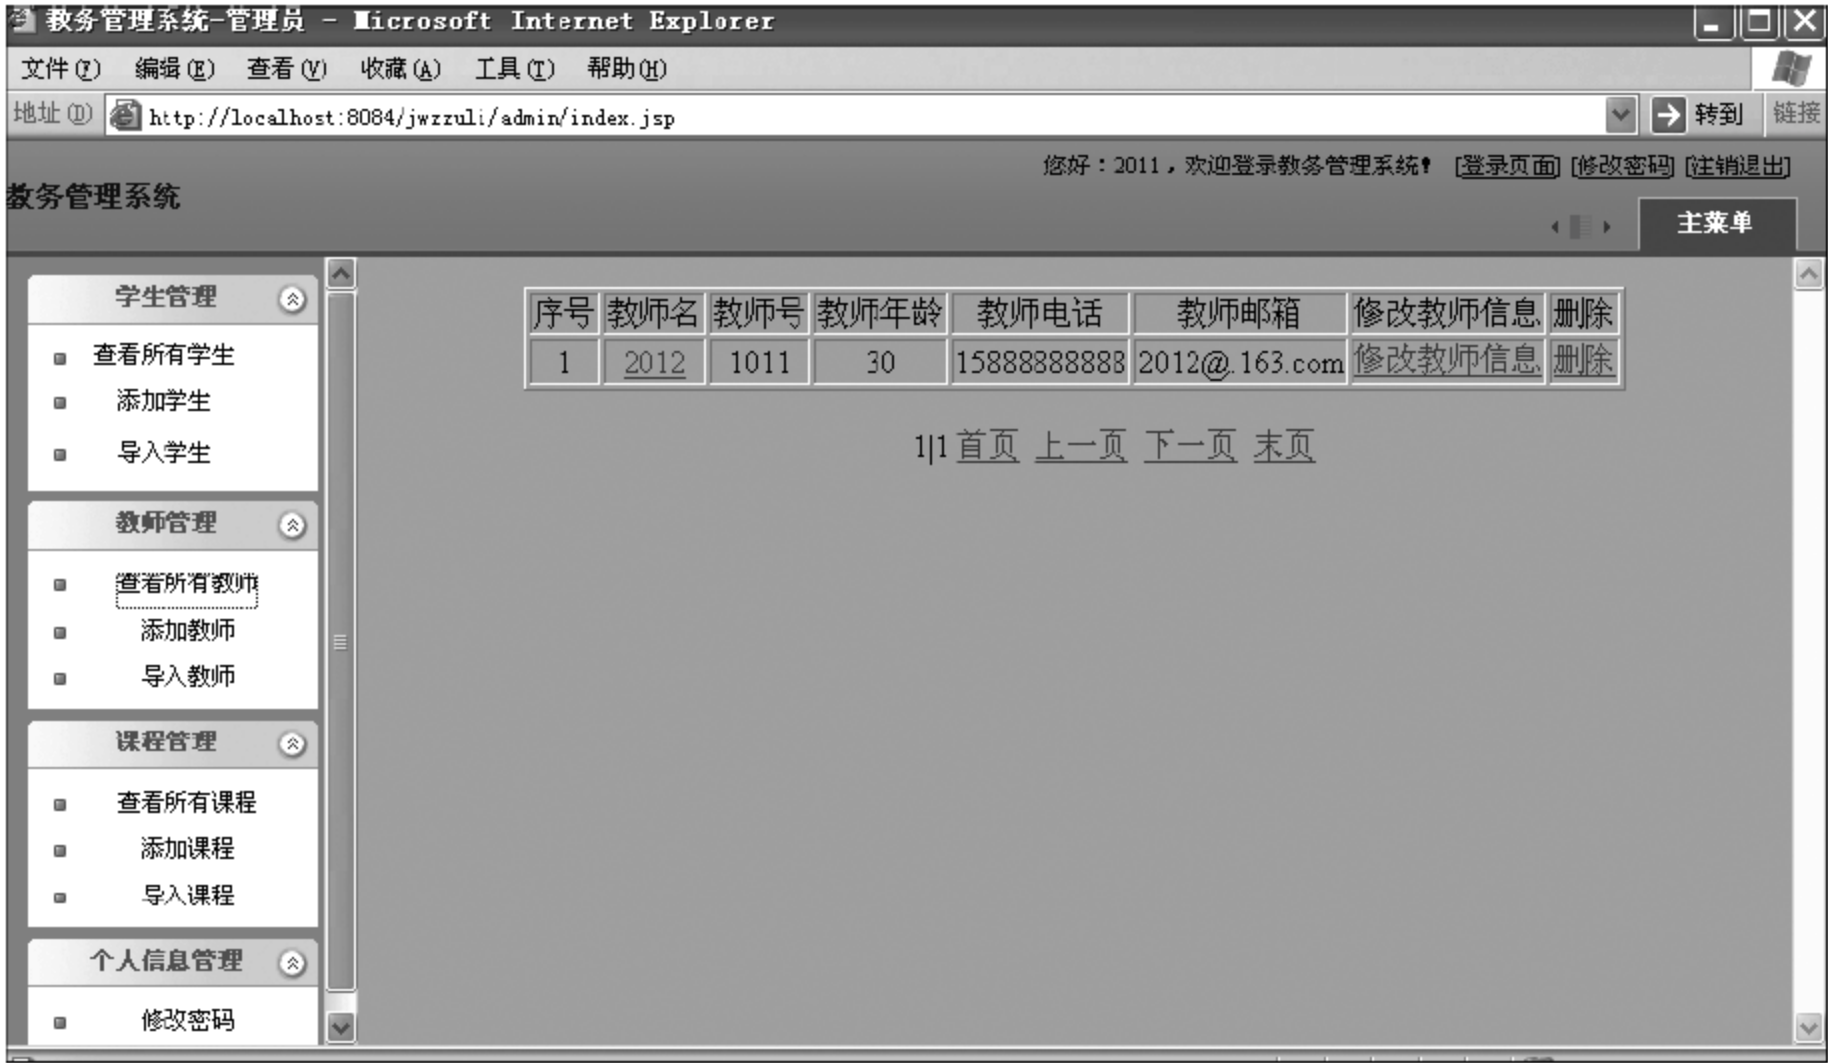 教务管理系统-管理员 - Microsoft Internet Explorer
文件(F) 编辑(E) 查看(V) 收藏(A) 工具(T) 帮助(H)
地址(D) http://localhost:8084/jwzzuli/admin/index.jsp 转到 链接
您好：2011，欢迎登录教务管理系统！ [登录页面] [修改密码] [注销退出]
教务管理系统
主菜单
学生管理
查看所有学生
添加学生
导入学生
教师管理
查看所有教师
添加教师
导入教师
课程管理
查看所有课程
添加课程
导入课程
个人信息管理
修改密码
序号 教师名 教师号 教师年龄 教师电话 教师邮箱 修改教师信息 删除
1 2012 1011 30 15888888888 2012@.163.com 修改教师信息 删除
1|1 首页 上一页 下一页 末页